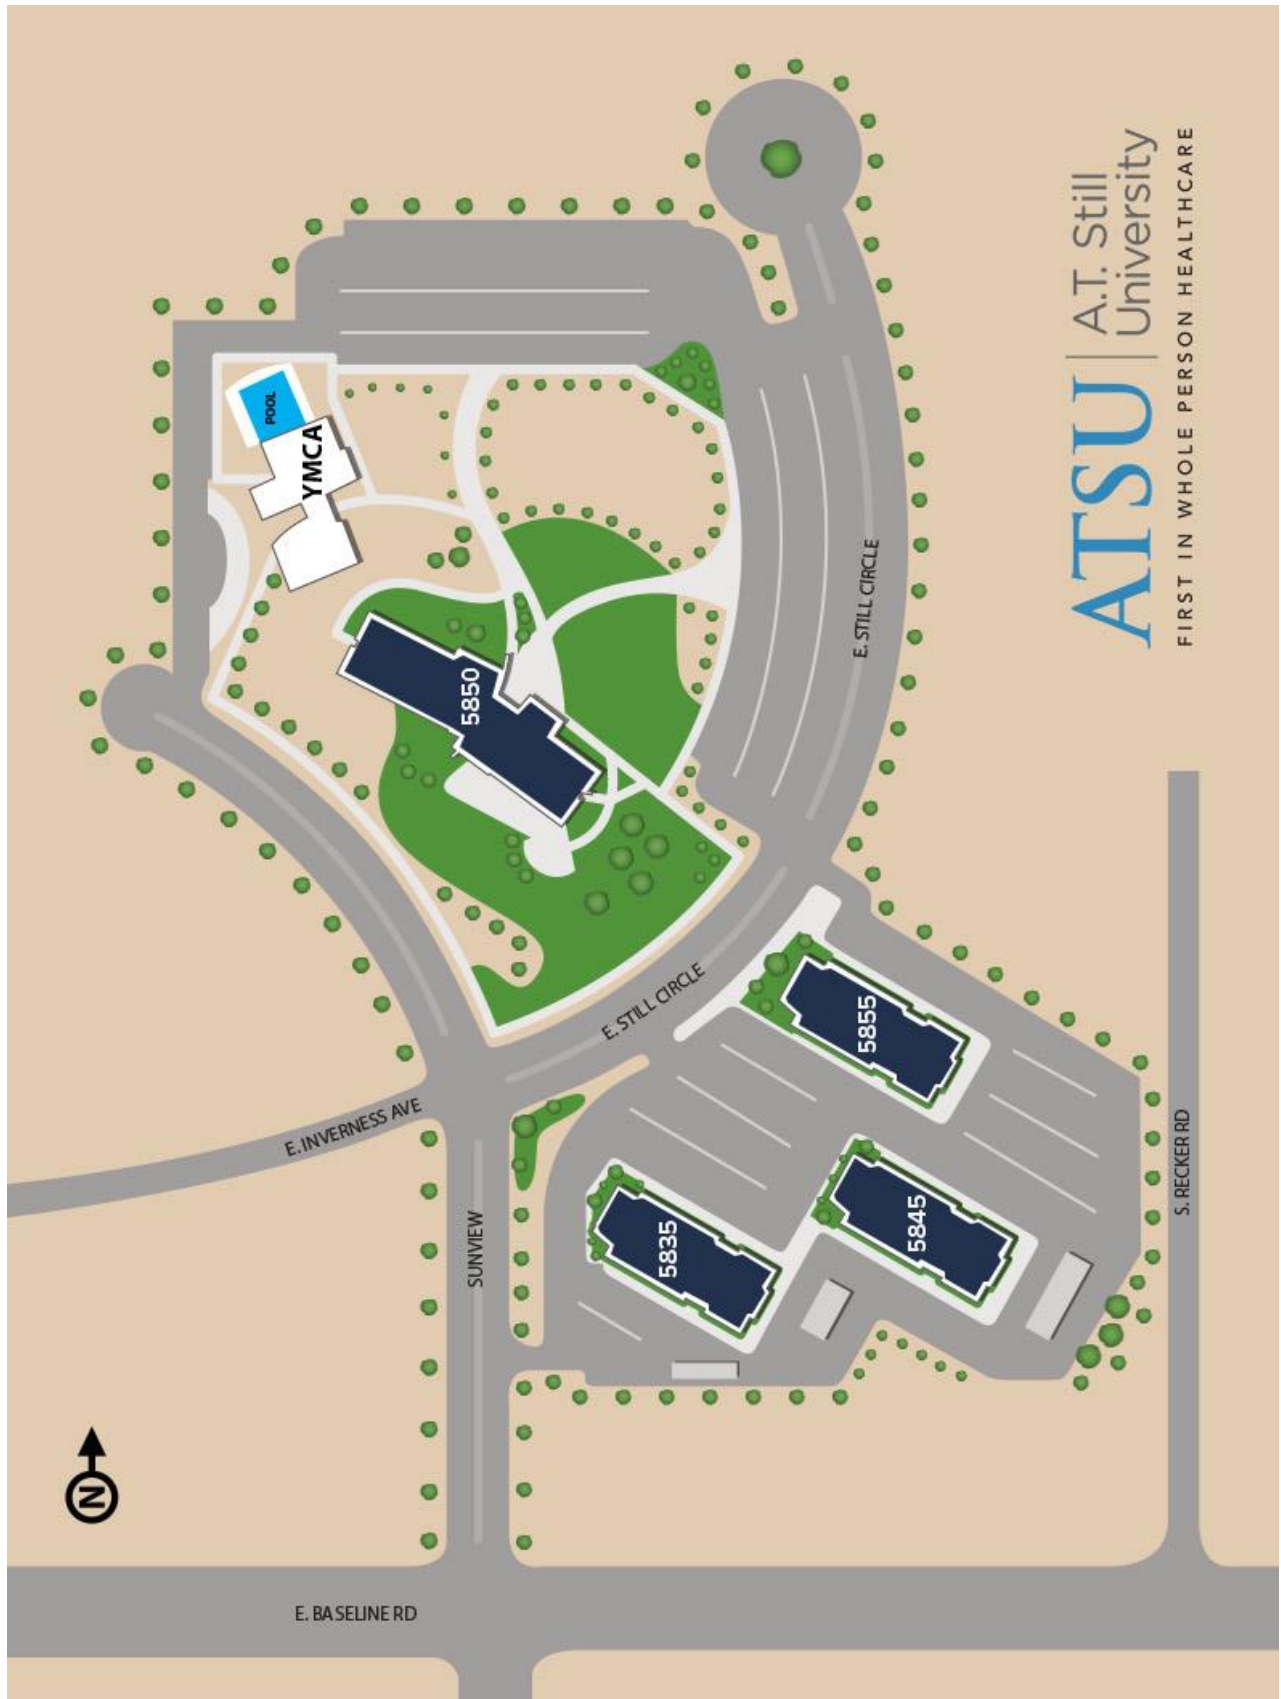 ATSU
A.T. Still
University
FIRST IN WHOLE PERSON HEALTHCARE
POOL
YMCA
5850
E. STILL CIRCLE
E. STILL CIRCLE
5855
E. INVERNESS AVE
SUNVIEW
5835
5845
S. RECKER RD
N
E. BASELINE RD